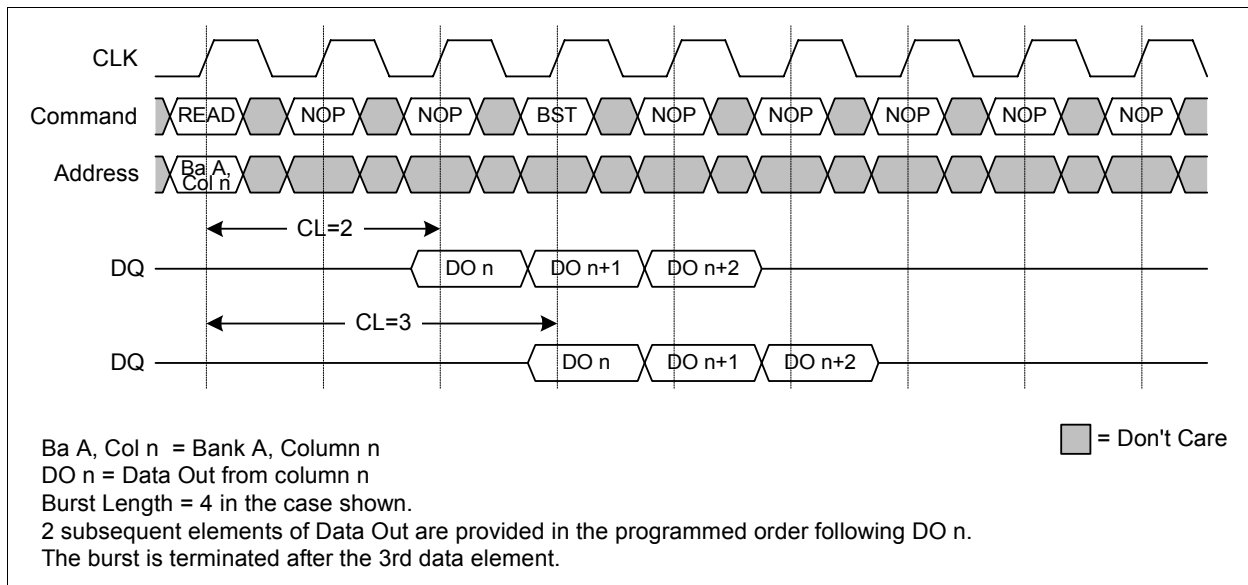 CLK
Command READ NOP NOP BST NOP NOP NOP NOP NOP
Address Ba A,
Col n
CL=2
DQ DO n DO n+1 DO n+2
CL=3
DQ DO n DO n+1 DO n+2
Ba A, Col n = Bank A, Column n
= Don't Care
DO n = Data Out from column n
Burst Length = 4 in the case shown.
2 subsequent elements of Data Out are provided in the programmed order following DO n.
The burst is terminated after the 3rd data element.